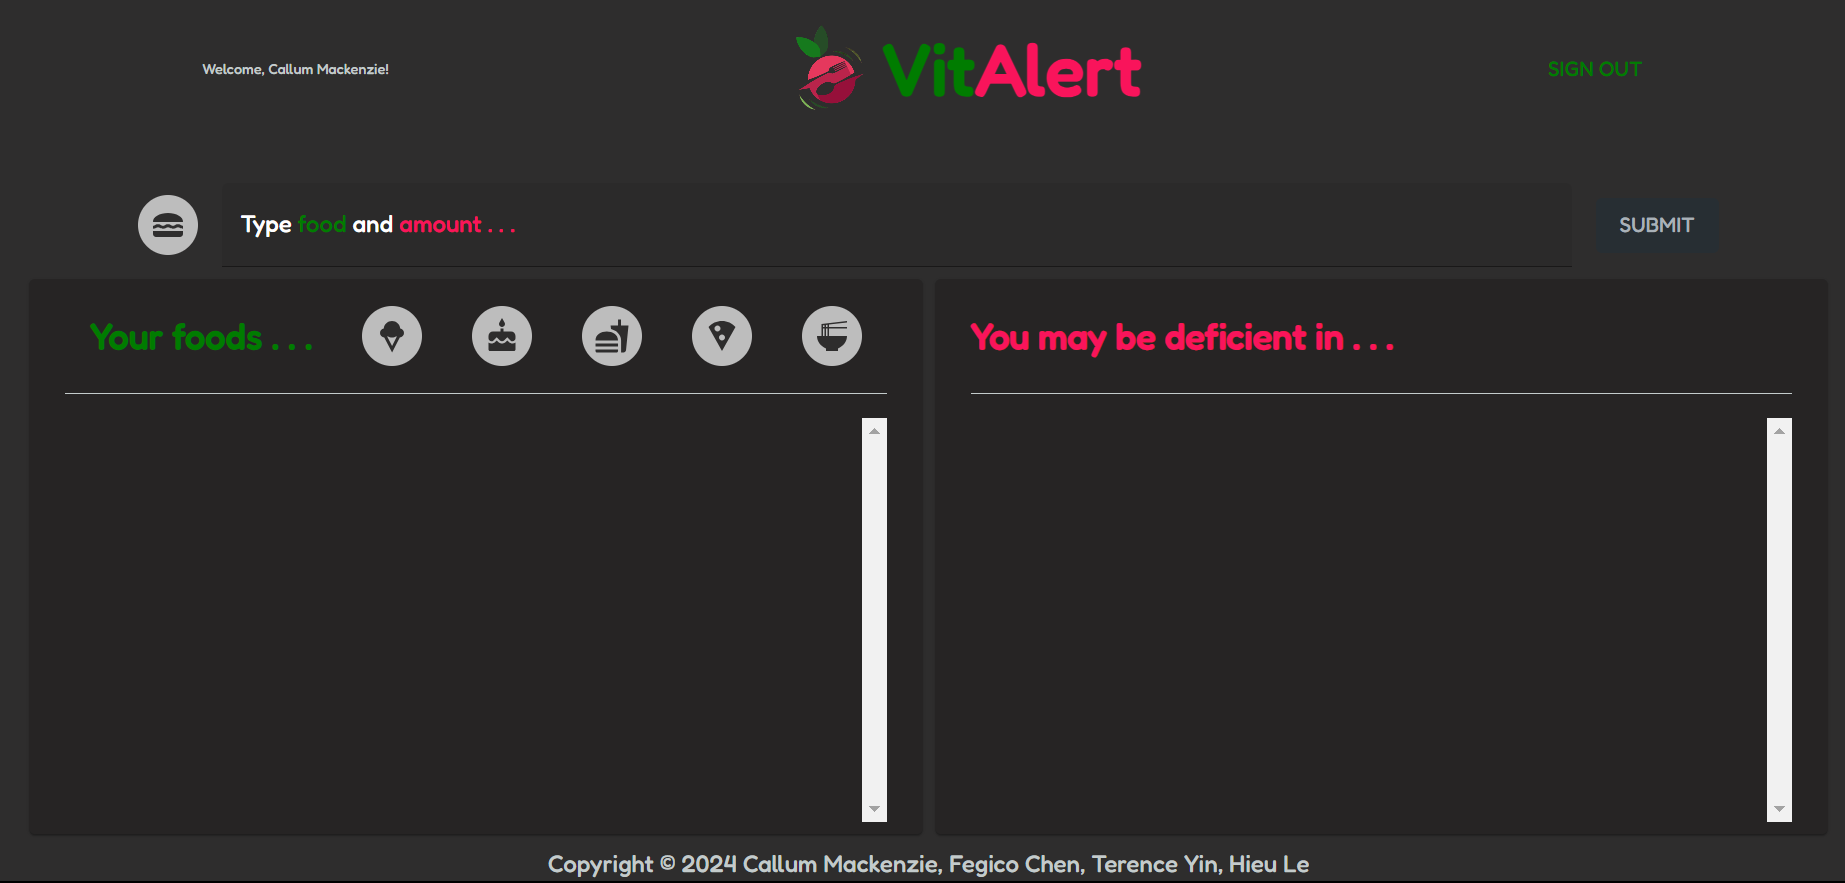 Welcome, Callum Mackenzie!
VitAlert
SIGN OUT
Type food and amount . . .
SUBMIT
Your foods . . .
You may be deficient in . . .
Copyright © 2024 Callum Mackenzie, Fegico Chen, Terence Yin, Hieu Le